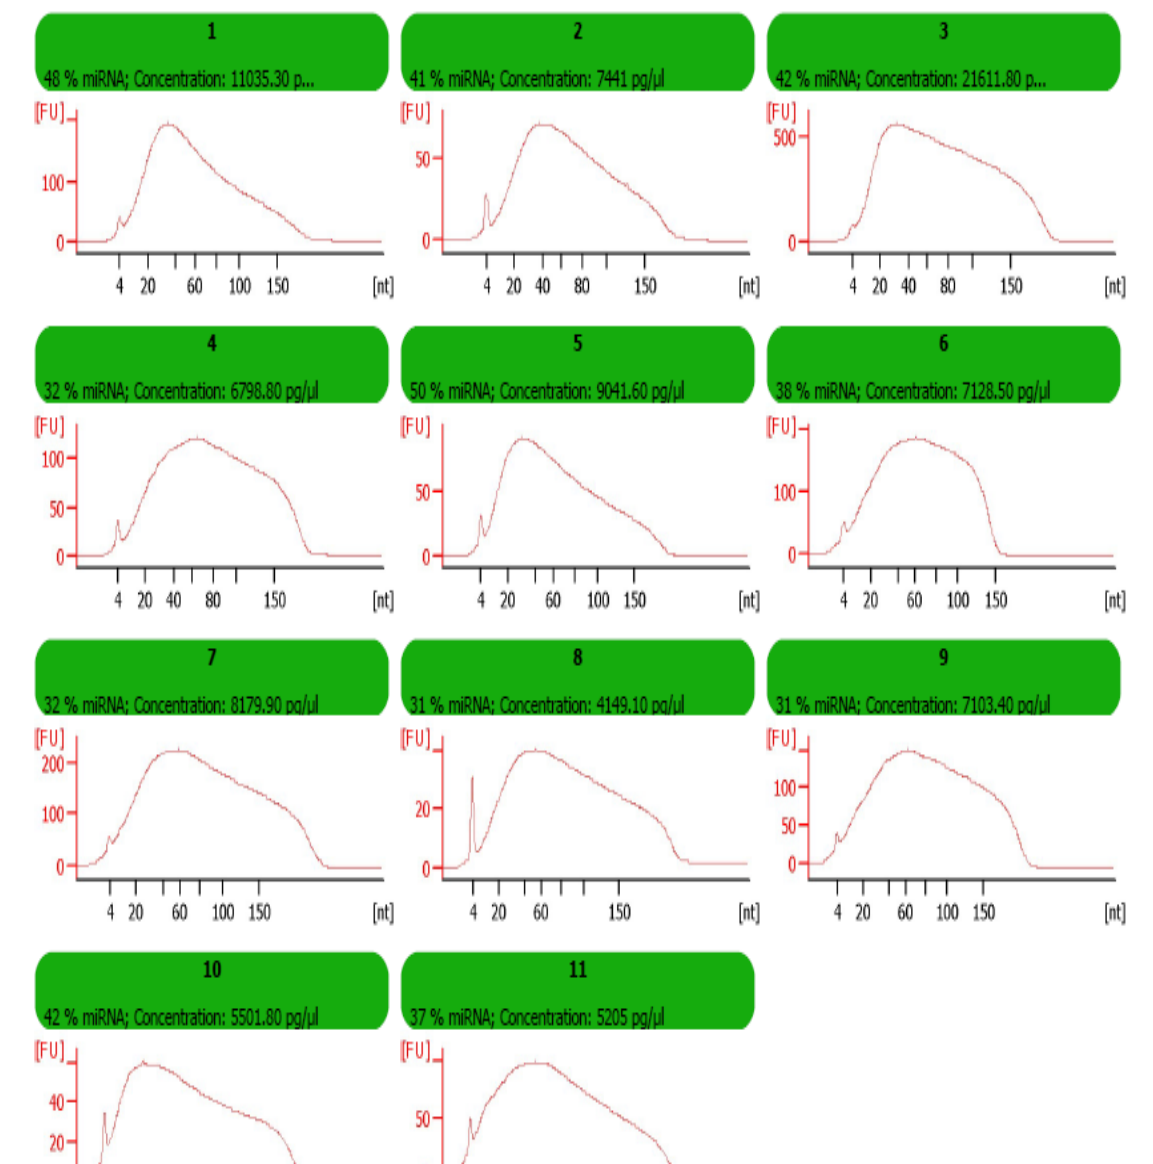 1
48 % miRNA; Concentration: 11035.30 p...
2
41 % miRNA; Concentration: 7441 pg/µl
3
42 % miRNA; Concentration: 21611.80 p...
[FU]
100
0
4 20 60 100 150 [nt]
[FU]
50
0
4 20 40 80 150 [nt]
[FU]
500
0
4 20 40 80 150 [nt]
4
32 % miRNA; Concentration: 6798.80 pg/µl
5
50 % miRNA; Concentration: 9041.60 pg/µl
6
38 % miRNA; Concentration: 7128.50 pg/µl
[FU]
100
50
0
4 20 40 80 150 [nt]
[FU]
50
0
4 20 60 100 150 [nt]
[FU]
100
0
4 20 60 100 150 [nt]
7
32 % miRNA; Concentration: 8179.90 pg/µl
8
31 % miRNA; Concentration: 4149.10 pg/µl
9
31 % miRNA; Concentration: 7103.40 pg/µl
[FU]
200
100
0
4 20 60 100 150 [nt]
[FU]
20
0
4 20 60 150 [nt]
[FU]
100
50
0
4 20 60 100 150 [nt]
10
42 % miRNA; Concentration: 5501.80 pg/µl
11
37 % miRNA; Concentration: 5205 pg/µl
[FU]
40
20
[FU]
50